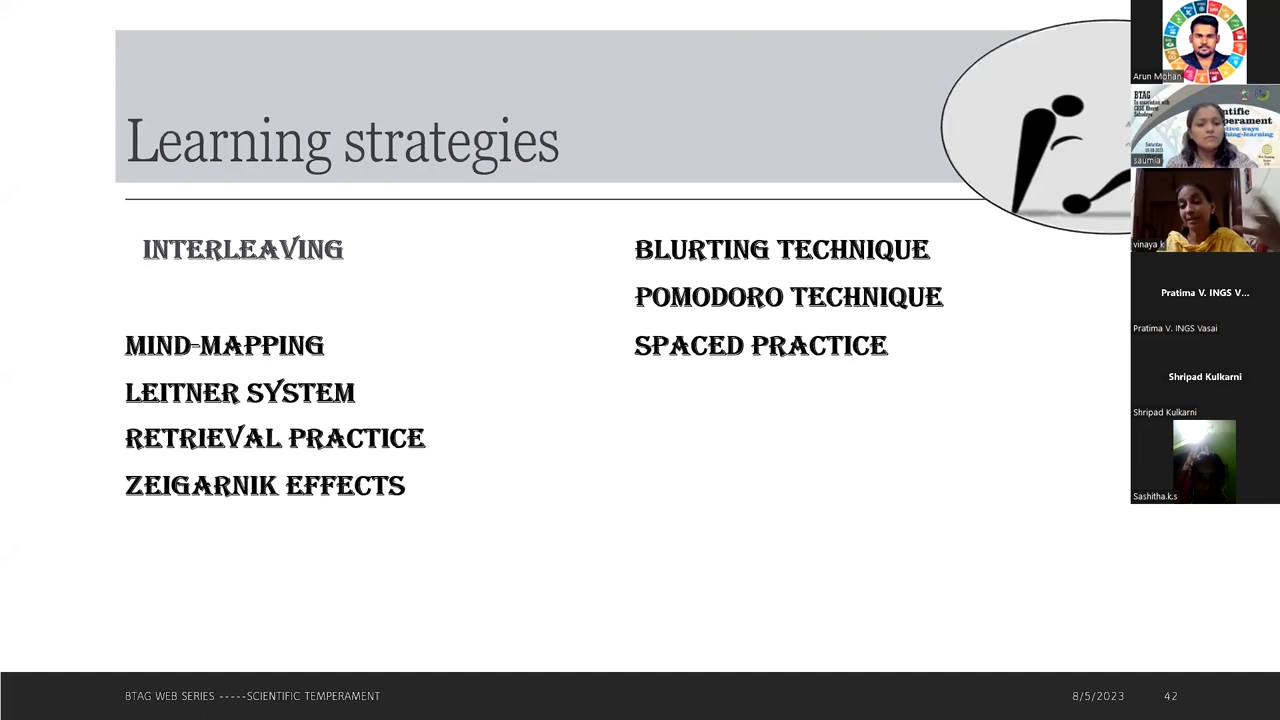 Learning strategies
INTERLEAVING
MIND-MAPPING
LEITNER SYSTEM
RETRIEVAL PRACTICE
ZEIGARNIK EFFECTS
BLURTING TECHNIQUE
POMODORO TECHNIQUE
SPACED PRACTICE
BTAG WEB SERIES -----SCIENTIFIC TEMPERAMENT
8/5/2023
42
Arun Mohan
BTAG
saumia
vinaya k
Pratima V. INGS V...
Pratima V. INGS Vasai
Shripad Kulkarni
Shripad Kulkarni
Sashitha.k.s